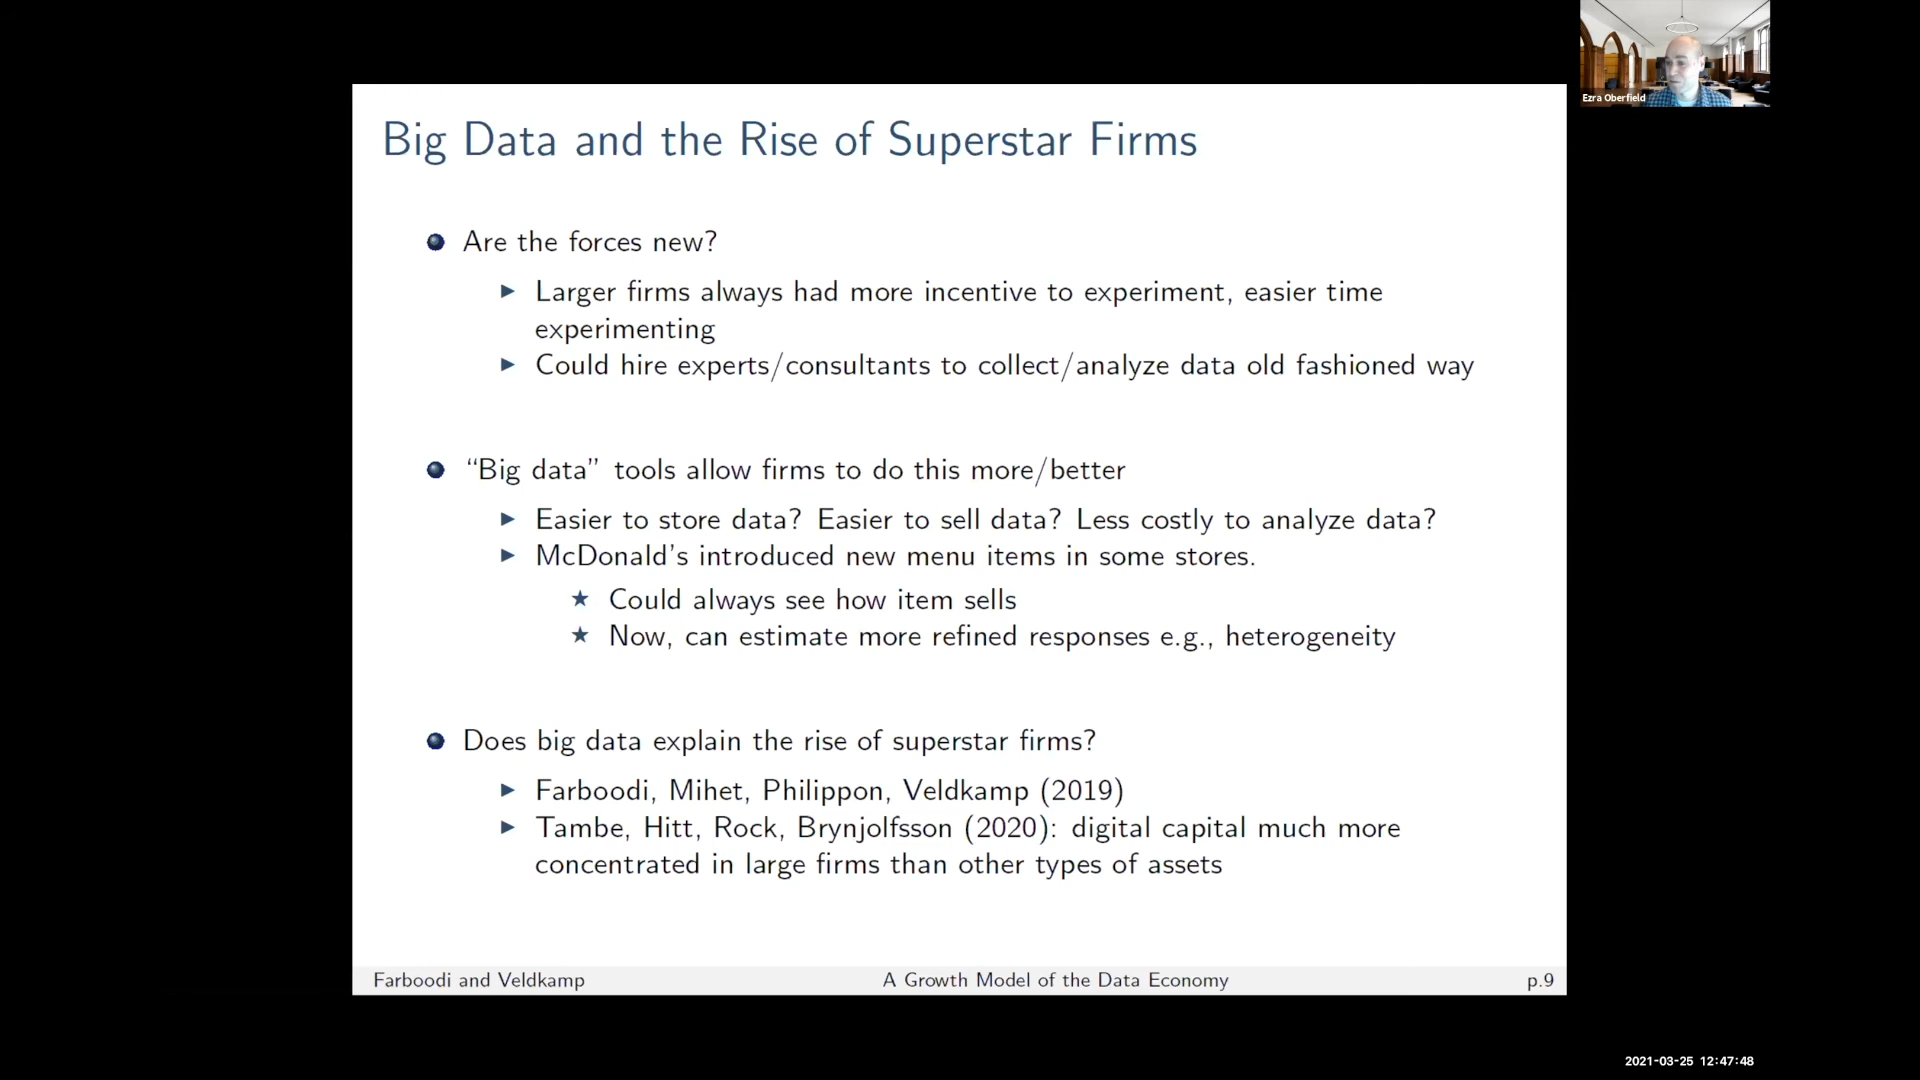 Ezra Oberfield
Big Data and the Rise of Superstar Firms
Are the forces new?
Larger firms always had more incentive to experiment, easier time
experimenting
Could hire experts/consultants to collect/analyze data old fashioned way
“Big data” tools allow firms to do this more/better
Easier to store data? Easier to sell data? Less costly to analyze data?
McDonald’s introduced new menu items in some stores.
Could always see how item sells
Now, can estimate more refined responses e.g., heterogeneity
Does big data explain the rise of superstar firms?
Farboodi, Mihet, Philippon, Veldkamp (2019)
Tambe, Hitt, Rock, Brynjolfsson (2020): digital capital much more
concentrated in large firms than other types of assets
Farboodi and Veldkamp A Growth Model of the Data Economy p.9
2021-03-25 12:47:48